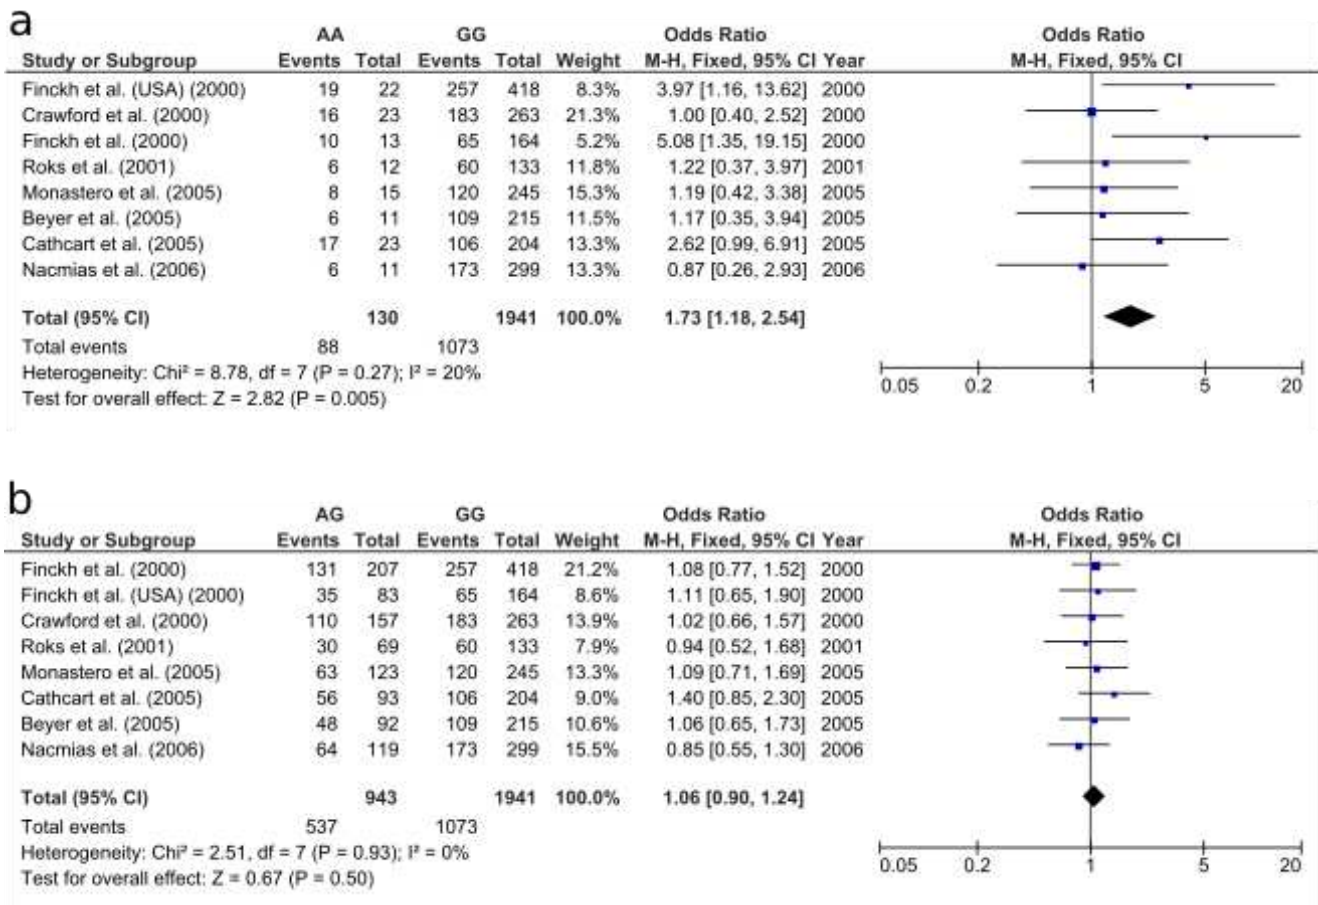 a
AA GG Odds Ratio Odds Ratio
Study or Subgroup Events Total Events Total Weight M-H, Fixed, 95% CI Year M-H, Fixed, 95% CI
Finckh et al. (USA) (2000) 19 22 257 418 8.3% 3.97 [1.16, 13.62] 2000
Crawford et al. (2000) 16 23 183 263 21.3% 1.00 [0.40, 2.52] 2000
Finckh et al. (2000) 10 13 65 164 5.2% 5.08 [1.35, 19.15] 2000
Roks et al. (2001) 6 12 60 133 11.8% 1.22 [0.37, 3.97] 2001
Monastero et al. (2005) 8 15 120 245 15.3% 1.19 [0.42, 3.38] 2005
Beyer et al. (2005) 6 11 109 215 11.5% 1.17 [0.35, 3.94] 2005
Cathcart et al. (2005) 17 23 106 204 13.3% 2.62 [0.99, 6.91] 2005
Nacmias et al. (2006) 6 11 173 299 13.3% 0.87 [0.26, 2.93] 2006
Total (95% CI) 130 1941 100.0% 1.73 [1.18, 2.54]
Total events 88 1073
Heterogeneity: Chi² = 8.78, df = 7 (P = 0.27); I² = 20%
Test for overall effect: Z = 2.82 (P = 0.005)
0.05 0.2 1 5 20
b
AG GG Odds Ratio Odds Ratio
Study or Subgroup Events Total Events Total Weight M-H, Fixed, 95% CI Year M-H, Fixed, 95% CI
Finckh et al. (2000) 131 207 257 418 21.2% 1.08 [0.77, 1.52] 2000
Finckh et al. (USA) (2000) 35 83 65 164 8.6% 1.11 [0.65, 1.90] 2000
Crawford et al. (2000) 110 157 183 263 13.9% 1.02 [0.66, 1.57] 2000
Roks et al. (2001) 30 69 60 133 7.9% 0.94 [0.52, 1.68] 2001
Monastero et al. (2005) 63 123 120 245 13.3% 1.09 [0.71, 1.69] 2005
Cathcart et al. (2005) 56 93 106 204 9.0% 1.40 [0.85, 2.30] 2005
Beyer et al. (2005) 48 92 109 215 10.6% 1.06 [0.65, 1.73] 2005
Nacmias et al. (2006) 64 119 173 299 15.5% 0.85 [0.55, 1.30] 2006
Total (95% CI) 943 1941 100.0% 1.06 [0.90, 1.24]
Total events 537 1073
Heterogeneity: Chi² = 2.51, df = 7 (P = 0.93); I² = 0%
Test for overall effect: Z = 0.67 (P = 0.50)
0.05 0.2 1 5 20